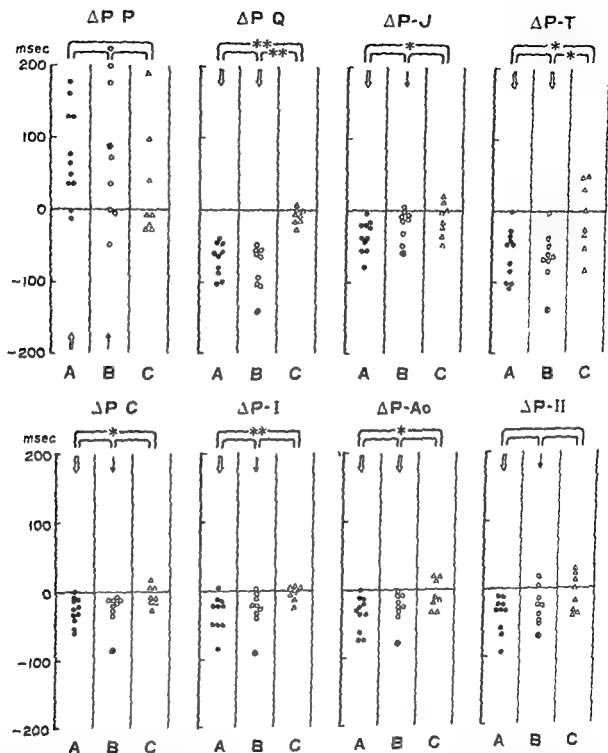 ΔP P ΔP Q ΔP-J ΔP-T
msec ** ** * * *
200
100
0
-100
-200
A B C A B C A B C A B C
ΔP C ΔP-I ΔP-Ao ΔP-II
msec * ** *
200
100
0
-100
-200
A B C A B C A B C A B C